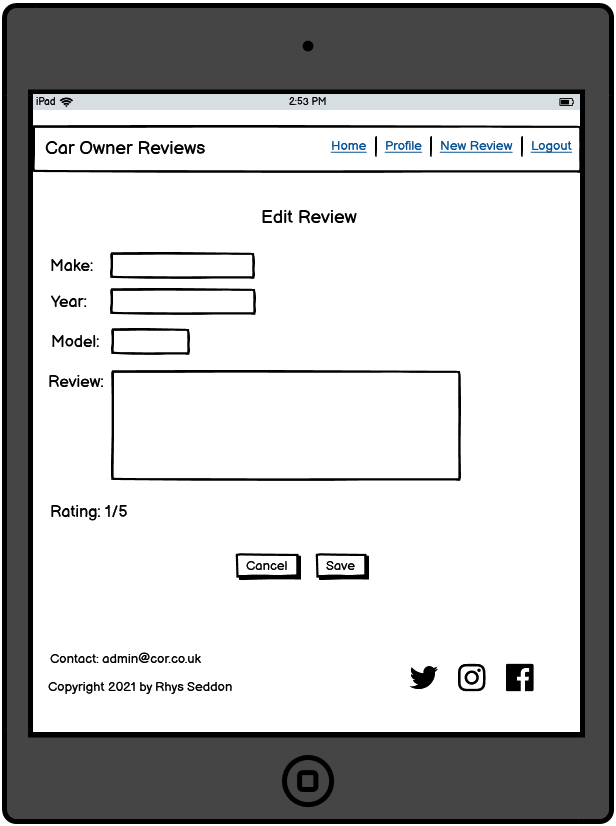 iPad 2:53 PM
Car Owner Reviews Home Profile New Review Logout
Edit Review
Make:
Year:
Model:
Review:
Rating: 1/5
Cancel Save
Contact: admin@cor.co.uk
Copyright 2021 by Rhys Seddon